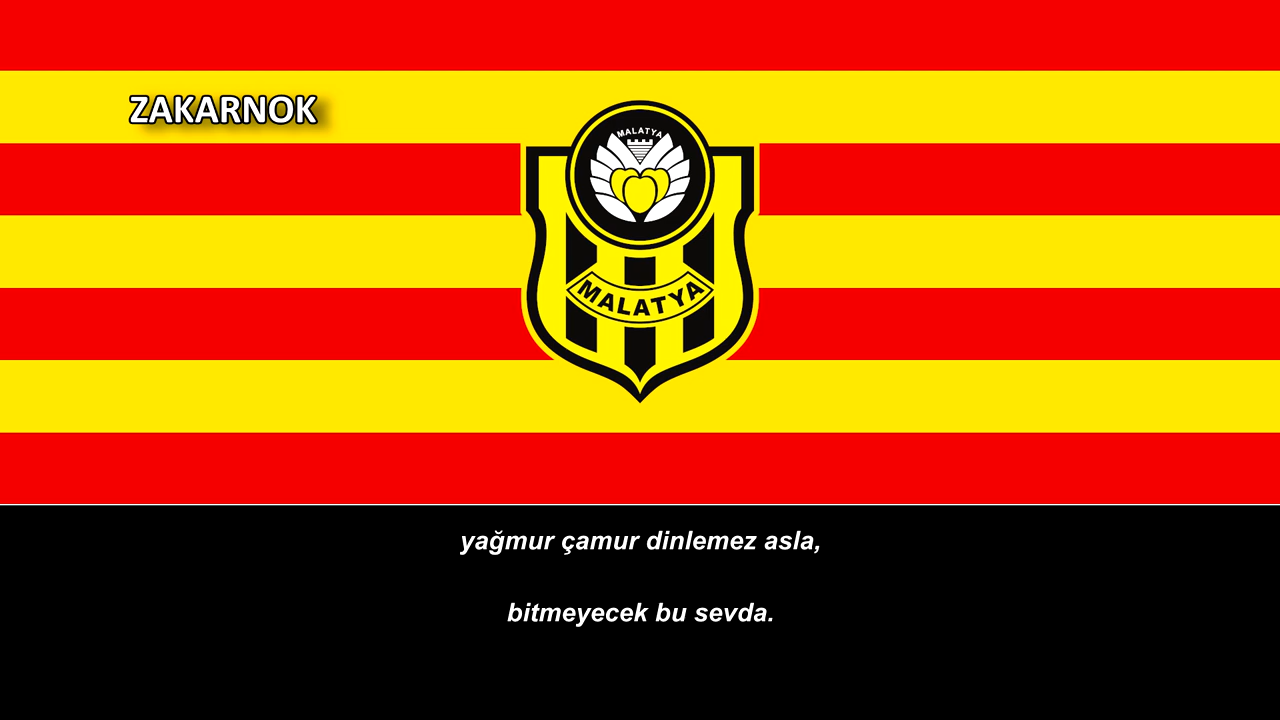 ZAKARNOK
MALATYA
MALATYA
yağmur çamur dinlemez asla,
bitmeyecek bu sevda.